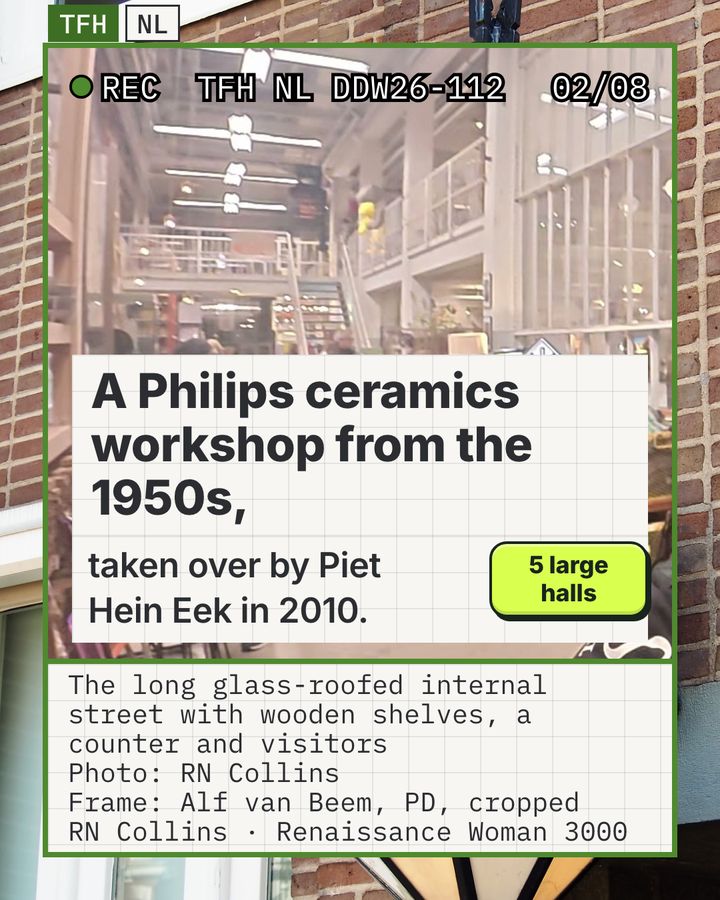 TFH NL
REC TFH NL DDW26-112 02/08
A Philips ceramics
workshop from the
1950s,
taken over by Piet
Hein Eek in 2010.
5 large
halls
The long glass-roofed internal
street with wooden shelves, a
counter and visitors
Photo: RN Collins
Frame: Alf van Beem, PD, cropped
RN Collins · Renaissance Woman 3000